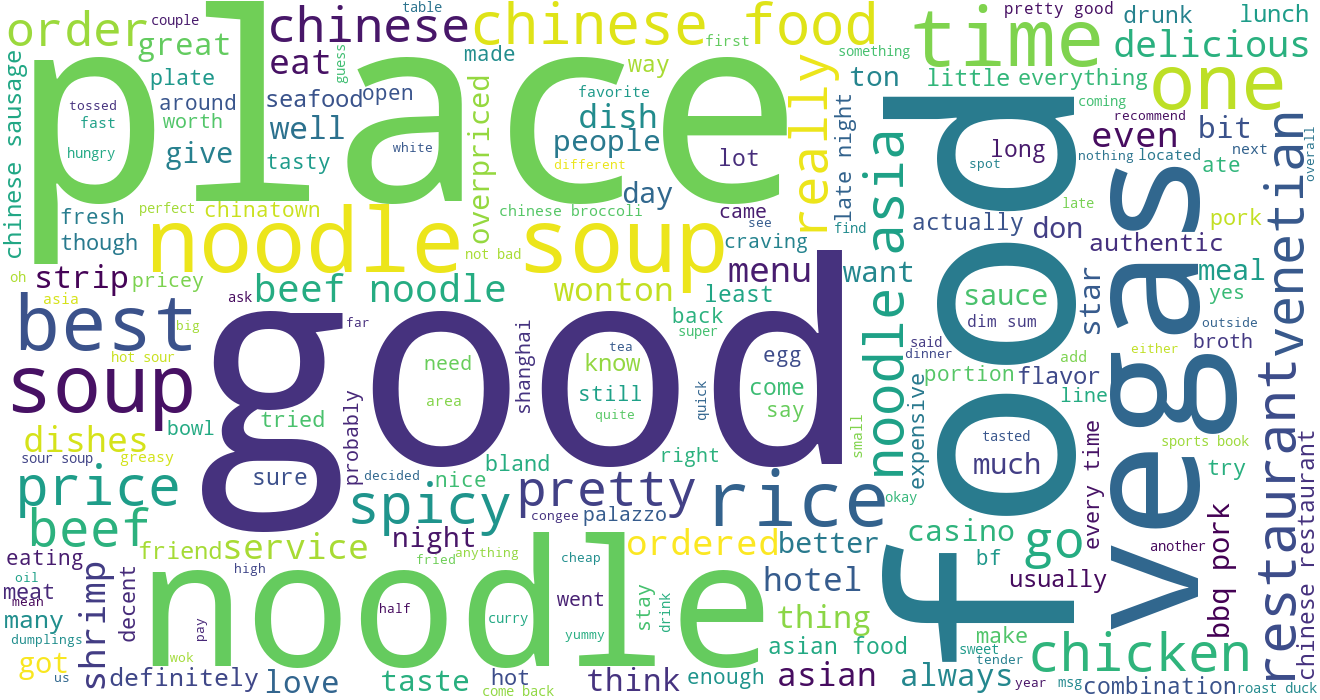 order
couple
table
chinese
chinese food
first
time
pretty good
drunk
lunch
great
eat
guess
made
way
something
delicious
place
chinese sausage
plate
seafood
open
overpriced
favorite
dish
really
ton
little
everything
one
tossed
around
fast
worth
well
people
late night
coming
recommend
even
bit
hungry
give
tasty
white
different
lot
noodle asia
food
spot
long
nothing
located
next
ate
overall
venetian
restaurant
day
fresh
perfect
chinatown
chinese broccoli
came
see
find
actually
late
don
pork
though
noodle soup
not bad
craving
authentic
vegas
oh
strip
pricey
ask
beef noodle
wonton
menu
want
star
meal
asia
least
sauce
yes
best
big
far
good
shanghai
back
super
dim sum
outside
hot sour
need
tea
know
egg
said
dinner
add
either
broth
soup
area
still
quite
come
say
quick
small
portion
flavor
line
dishes
bowl
tried
probably
right
expensive
tasted
much
every time
sports book
try
sour soup
greasy
sure
decided
nice
bland
okay
price
spicy
pretty
rice
congee
palazzo
beef
friend
service
night
ordered
better
casino
bf
go
another
bbq pork
chinese restaurant
eating
oil
meat
mean
shrimp
decent
high
noodle
fried
anything
cheap
hotel
usually
many
pay
half
went
stay
drink
thing
make
dumplings
curry
yummy
asian food
sweet
tender
chicken
got
us
wok
definitely
love
taste
hot
come back
think
enough
asian
always
year
msg
combination
roast duck